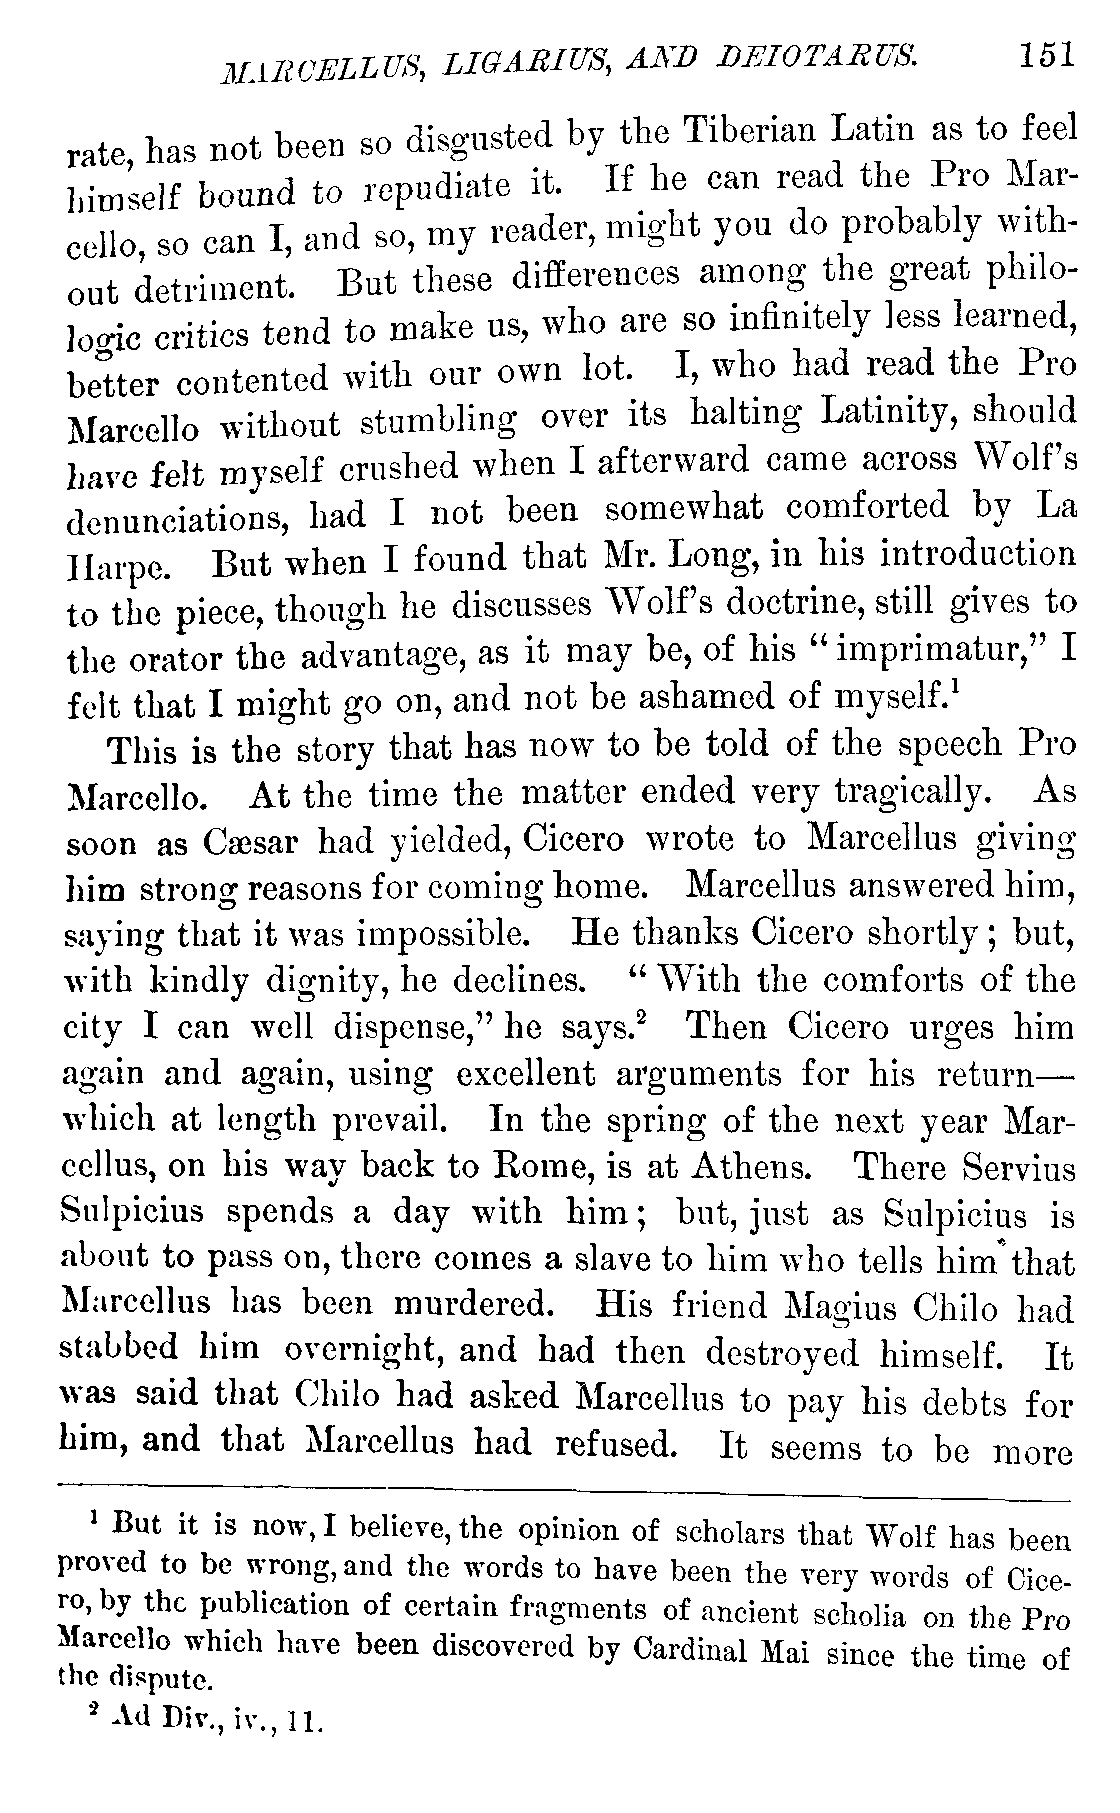 MARCELLUS, LIGARIUS, AND DEIOTARUS. 151
rate, has not been so disgusted by the Tiberian Latin as to feel
himself bound to repudiate it. If he can read the Pro Mar-
cello, so can I, and so, my reader, might you do probably with-
out detriment. But these differences among the great philo-
logic critics tend to make us, who are so infinitely less learned,
better contented with our own lot. I, who had read the Pro
Marcello without stumbling over its halting Latinity, should
have felt myself crushed when I afterward came across Wolf's
denunciations, had I not been somewhat comforted by La
Harpe. But when I found that Mr. Long, in his introduction
to the piece, though he discusses Wolf's doctrine, still gives to
the orator the advantage, as it may be, of his "imprimatur," I
felt that I might go on, and not be ashamed of myself.¹
This is the story that has now to be told of the speech Pro
Marcello. At the time the matter ended very tragically. As
soon as Cæsar had yielded, Cicero wrote to Marcellus giving
him strong reasons for coming home. Marcellus answered him,
saying that it was impossible. He thanks Cicero shortly; but,
with kindly dignity, he declines. "With the comforts of the
city I can well dispense," he says.² Then Cicero urges him
again and again, using excellent arguments for his return—
which at length prevail. In the spring of the next year Mar-
cellus, on his way back to Rome, is at Athens. There Servius
Sulpicius spends a day with him; but, just as Sulpicius is
about to pass on, there comes a slave to him who tells him that
Marcellus has been murdered. His friend Magius Chilo had
stabbed him overnight, and had then destroyed himself. It
was said that Chilo had asked Marcellus to pay his debts for
him, and that Marcellus had refused. It seems to be more
¹ But it is now, I believe, the opinion of scholars that Wolf has been
proved to be wrong, and the words to have been the very words of Cice-
ro, by the publication of certain fragments of ancient scholia on the Pro
Marcello which have been discovered by Cardinal Mai since the time of
the dispute.
² Ad Div., iv., 11.